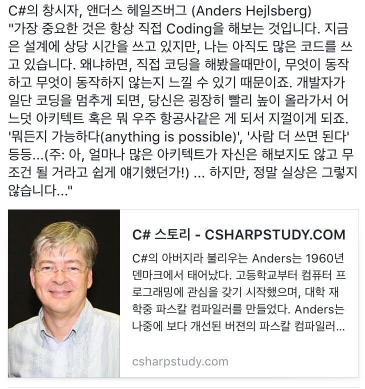 C#의 창시자, 앤더스 헤일즈버그 (Anders Hejlsberg)
"가장 중요한 것은 항상 직접 Coding을 해보는 것입니다. 지금
은 설계에 상당 시간을 쓰고 있지만, 나는 아직도 많은 코드를 쓰
고 있습니다. 왜냐하면, 직접 코딩을 해봤을때만이, 무엇이 동작
하고 무엇이 동작하지 않는지 느낄 수 있기 때문이죠. 개발자가
일단 코딩을 멈추게 되면, 당신은 굉장히 빨리 높이 올라가서 어
느덧 아키텍트 혹은 뭐 우주 항공사같은 게 되서 지껄이게 되죠.
'뭐든지 가능하다(anything is possible)', '사람 더 쓰면 된다'
등등...(주: 아, 얼마나 많은 아키텍트가 자신은 해보지도 않고 무
조건 될 거라고 쉽게 얘기했던가!) ... 하지만, 정말 실상은 그렇지
않습니다..."
C# 스토리 - CSHARPSTUDY.COM
C#의 아버지라 불리우는 Anders는 1960년
덴마크에서 태어났다. 고등학교부터 컴퓨터 프
로그래밍에 관심을 갖기 시작했으며, 대학 재
학중 파스칼 컴파일러를 만들었다. Anders는
나중에 보다 개선된 버젼의 파스칼 컴파일러...
csharpstudy.com